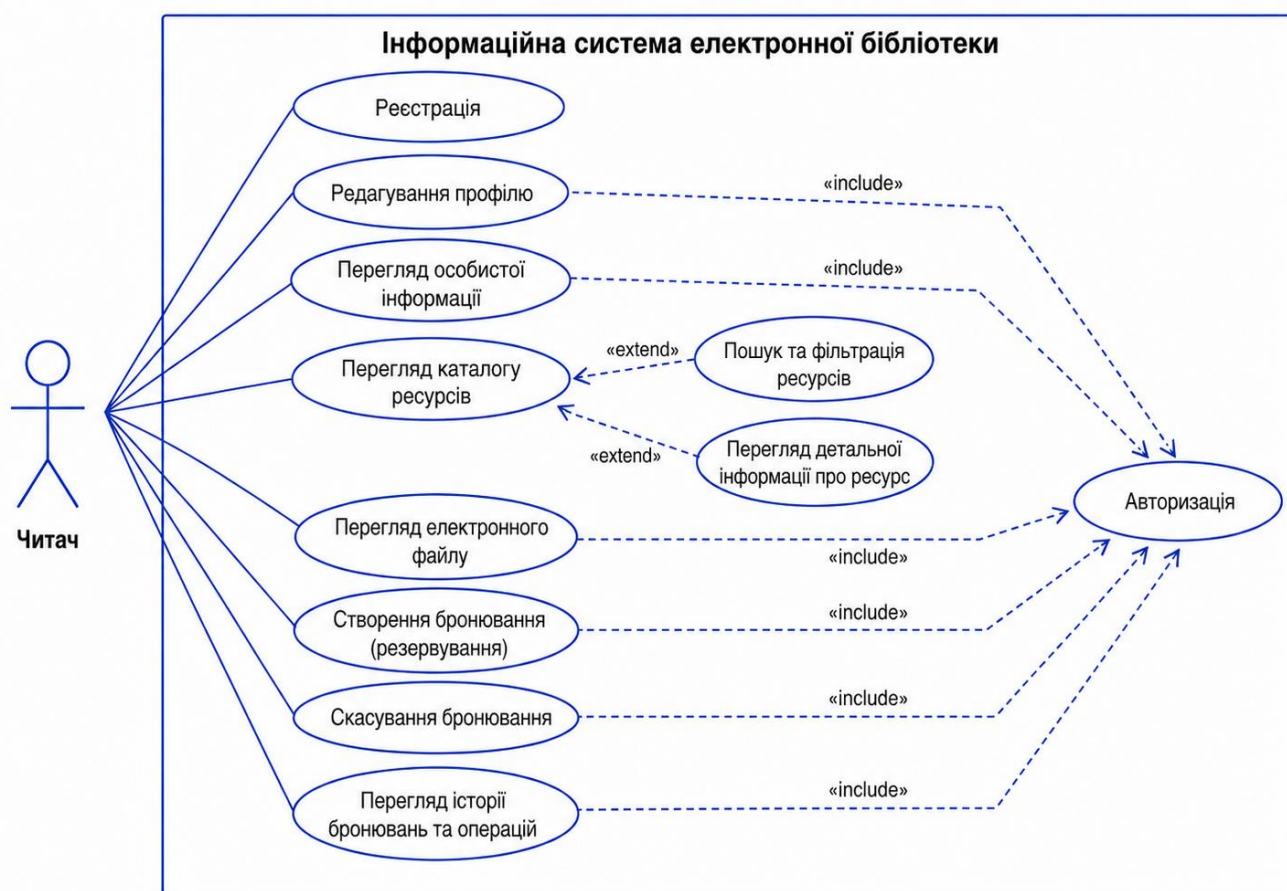 Інформаційна система електронної бібліотеки
Реєстрація
Редагування профілю
«include»
Перегляд особистої
інформації
«include»
Перегляд каталогу
ресурсів
«extend»
Пошук та фільтрація
ресурсів
«extend»
Перегляд детальної
інформації про ресурс
Авторизація
Читач
Перегляд електронного
файлу
«include»
Створення бронювання
(резервування)
«include»
Скасування бронювання
«include»
Перегляд історії
бронювань та операцій
«include»